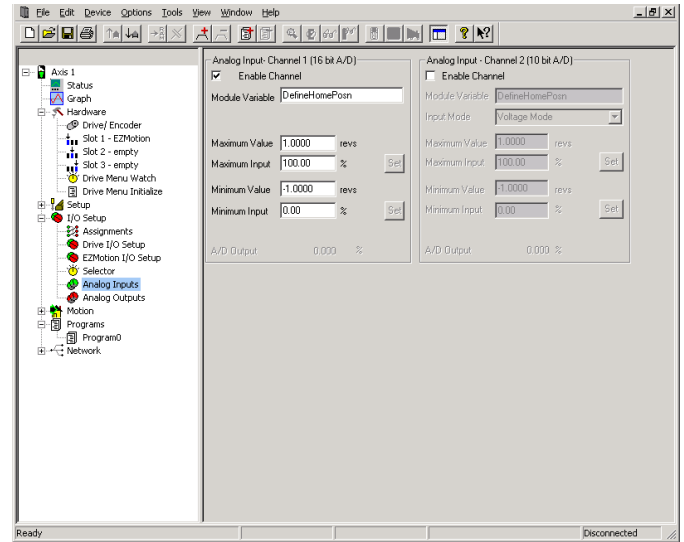 File Edit Device Options Tools View Window Help
Axis 1
Status
Graph
Hardware
Drive/ Encoder
Slot 1 - EZMotion
Slot 2 - empty
Slot 3 - empty
Drive Menu Watch
Drive Menu Initialize
Setup
I/O Setup
Assignments
Drive I/O Setup
EZMotion I/O Setup
Selector
Analog Inputs
Analog Outputs
Motion
Programs
Program0
Network
Analog Input- Channel 1 (16 bit A/D)
Enable Channel
Module Variable DefineHomePosn
Maximum Value 1.0000 revs
Maximum Input 100.00 % Set
Minimum Value -1.0000 revs
Minimum Input 0.00 % Set
A/D Output 0.000 %
Analog Input - Channel 2 (10 bit A/D)
Enable Channel
Module Variable DefineHomePosn
Input Mode Voltage Mode
Maximum Value 1.0000 revs
Maximum Input 100.00 % Set
Minimum Value -1.0000 revs
Minimum Input 0.00 % Set
A/D Output 0.000 %
Ready Disconnected